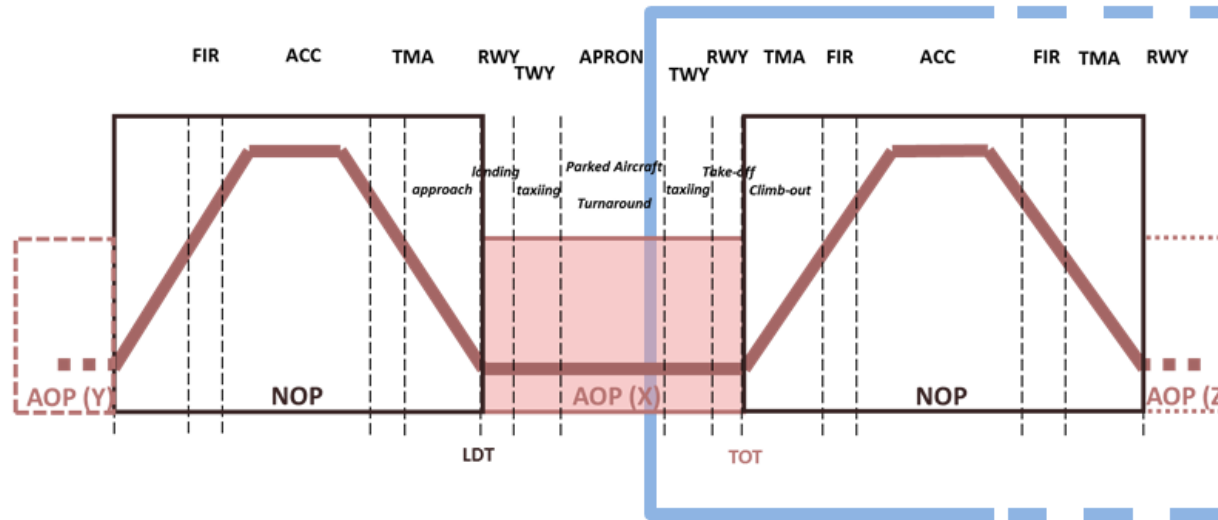 FIR ACC TMA RWY TWY APRON TWY RWY TMA FIR ACC FIR TMA RWY
approach landing taxiing Parked Aircraft Turnaround taxiing Take-off Climb-out
AOP (Y) NOP AOP (X) NOP AOP (Z
LDT TOT